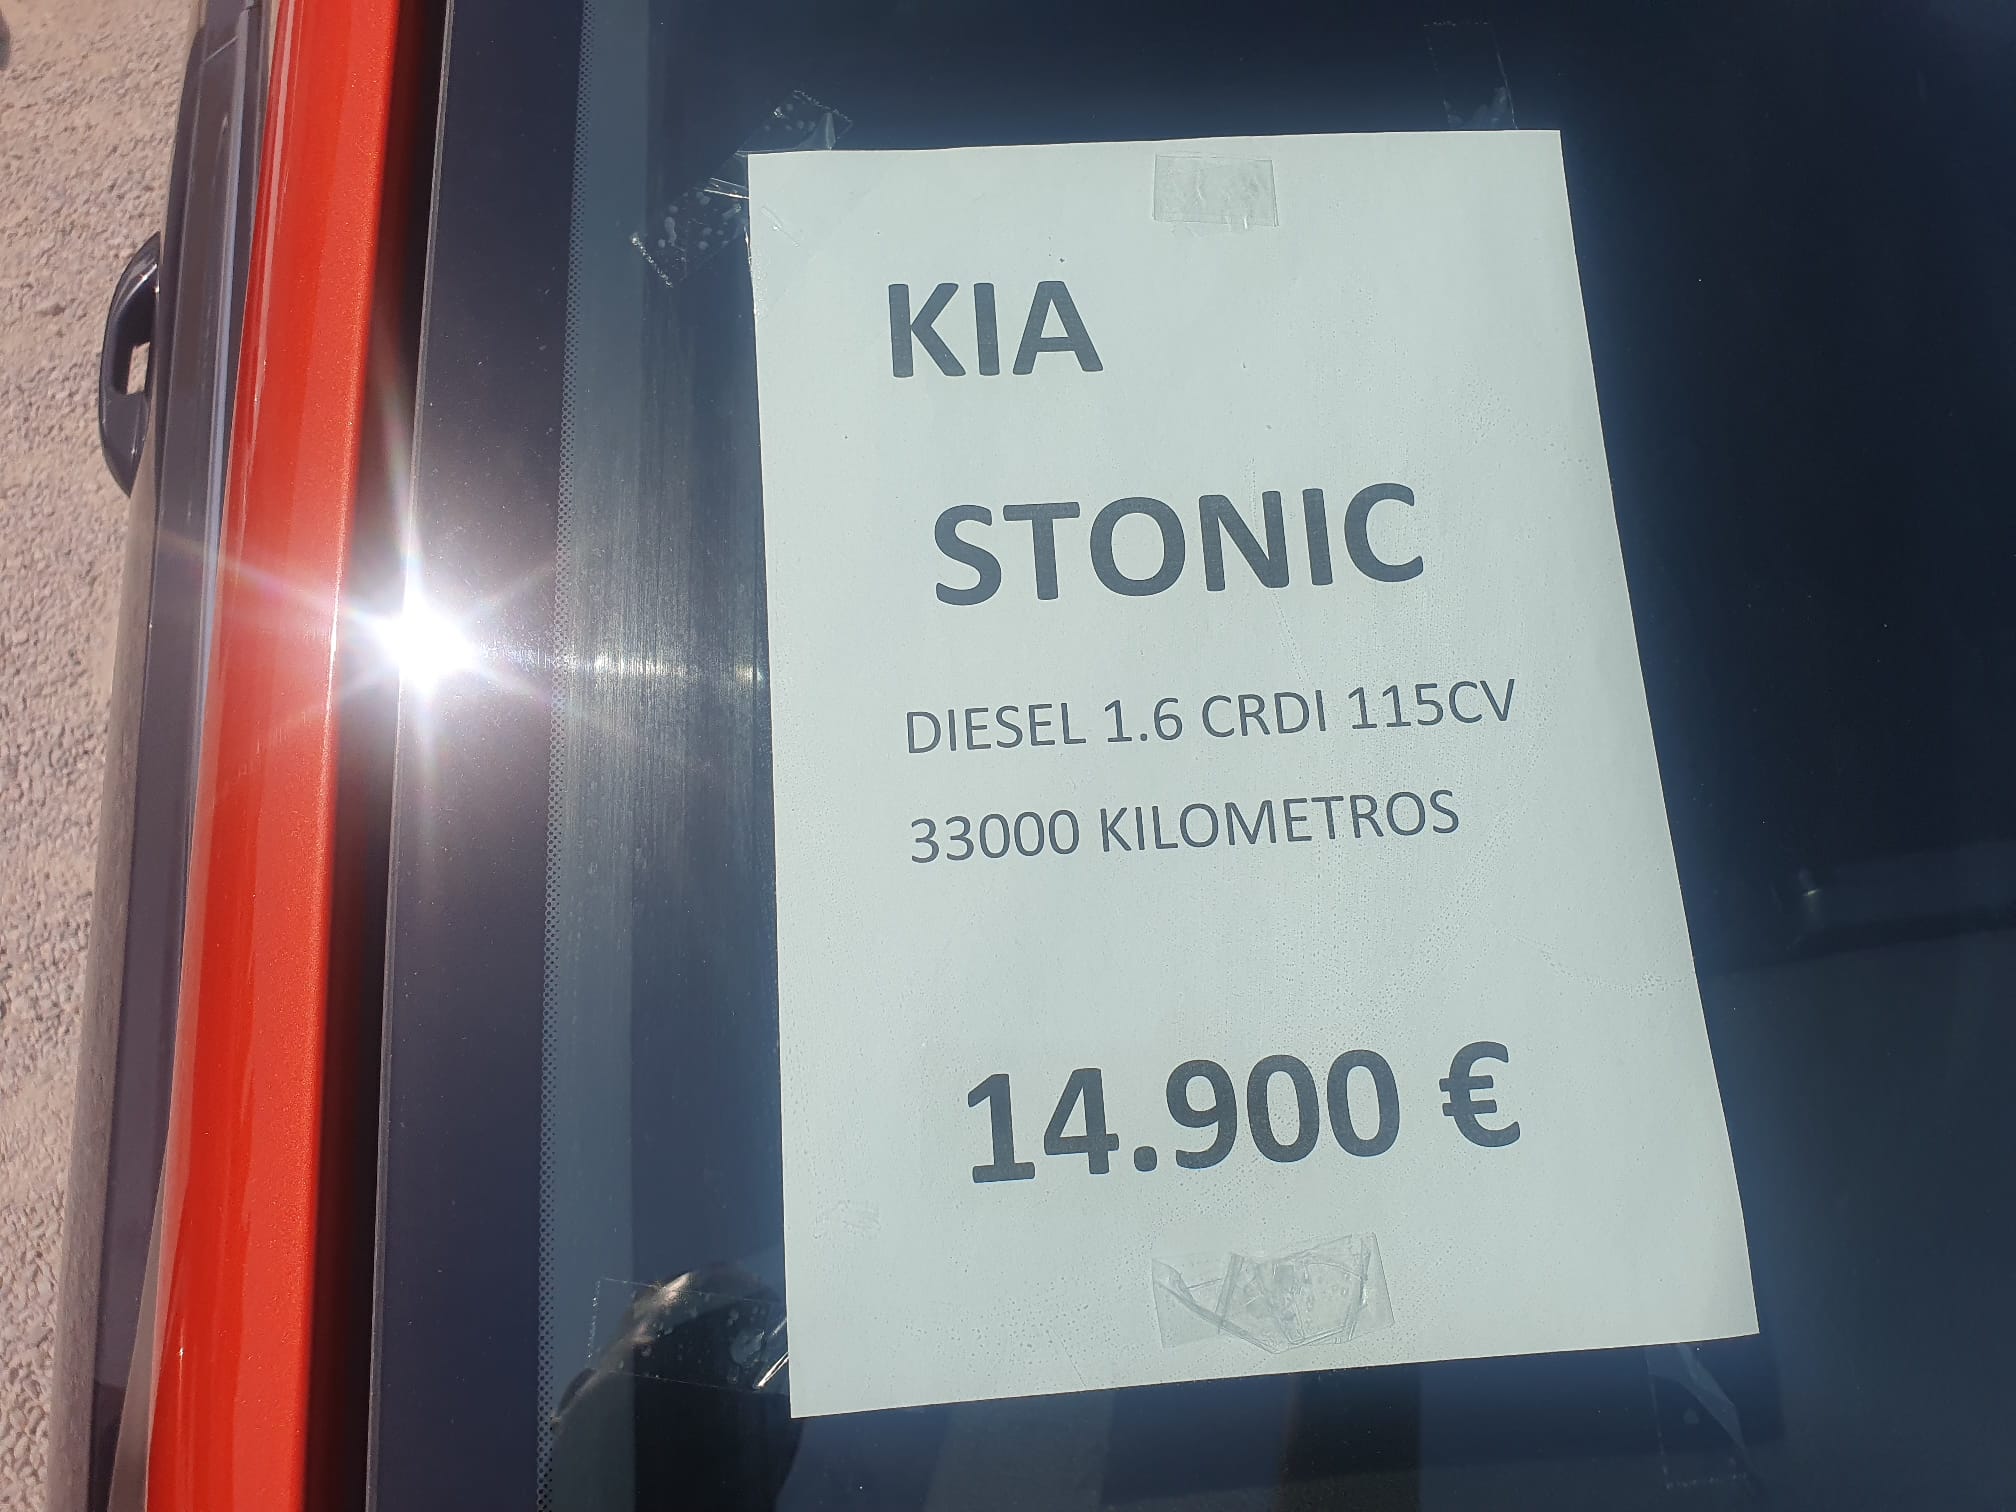 KIA
STONIC
DIESEL 1.6 CRDI 115CV
33000 KILOMETROS
14.900 €